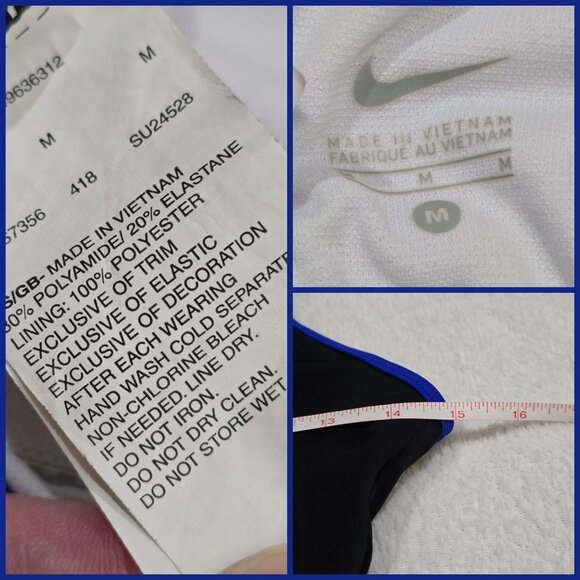 9636312
M
M
SU24528
S7356
418
S/GB- MADE IN VIETNAM
80% POLYAMIDE/ 20% ELASTANE
LINING: 100% POLYESTER
EXCLUSIVE OF TRIM
EXCLUSIVE OF ELASTIC
EXCLUSIVE OF DECORATION
AFTER EACH WEARING
HAND WASH COLD SEPARATE
NON-CHLORINE BLEACH
IF NEEDED. LINE DRY.
DO NOT IRON.
DO NOT DRY CLEAN.
DO NOT STORE WET
MADE IN VIETNAM
FABRIQUE AU VIETNAM
M M
M
13 14 15 16